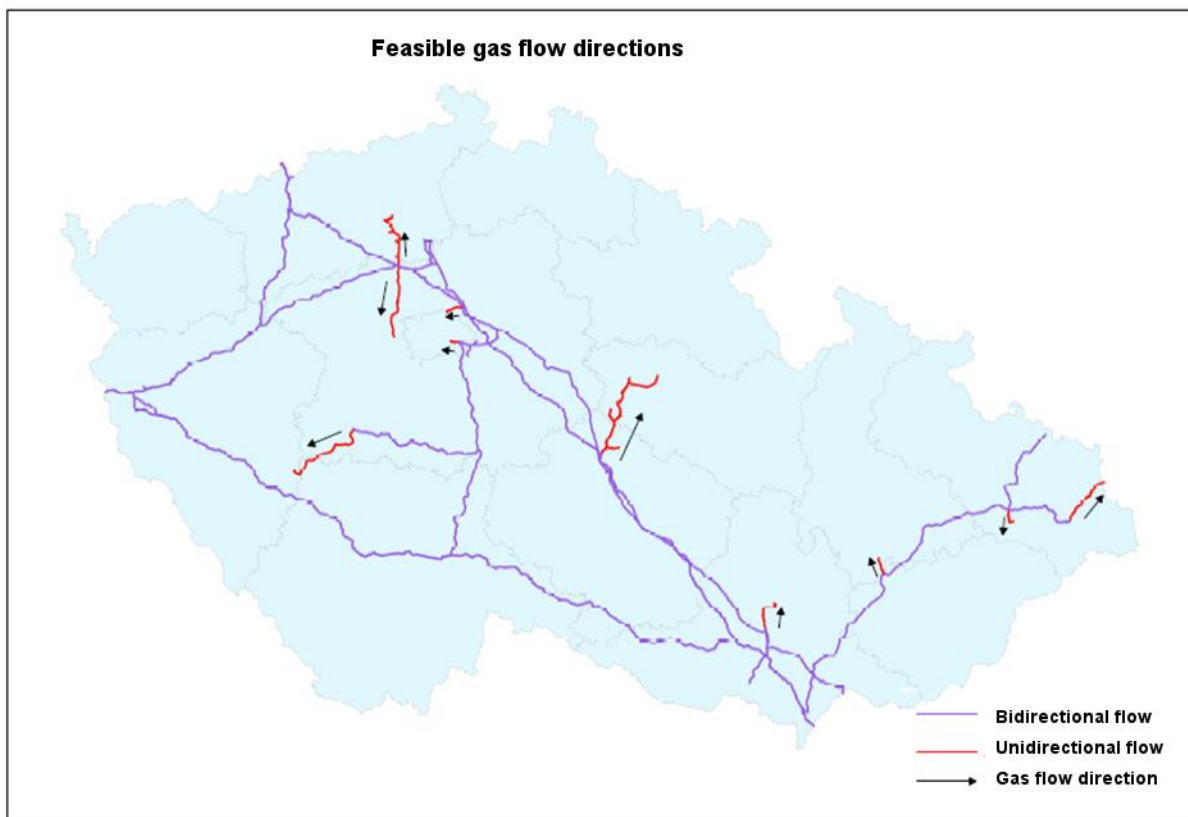 Feasible gas flow directions
Bidirectional flow
Unidirectional flow
Gas flow direction